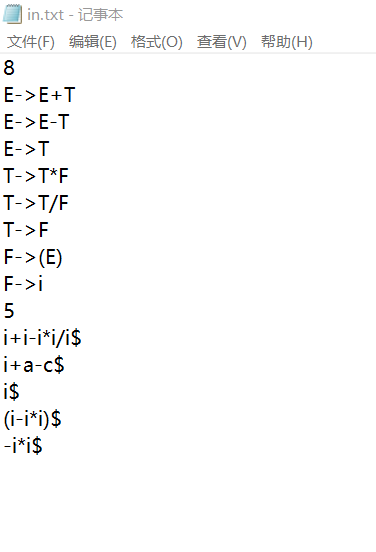 in.txt - 记事本
文件(F) 编辑(E) 格式(O) 查看(V) 帮助(H)
8
E->E+T
E->E-T
E->T
T->T*F
T->T/F
T->F
F->(E)
F->i
5
i+i-i*i/i$
i+a-c$
i$
(i-i*i)$
-i*i$